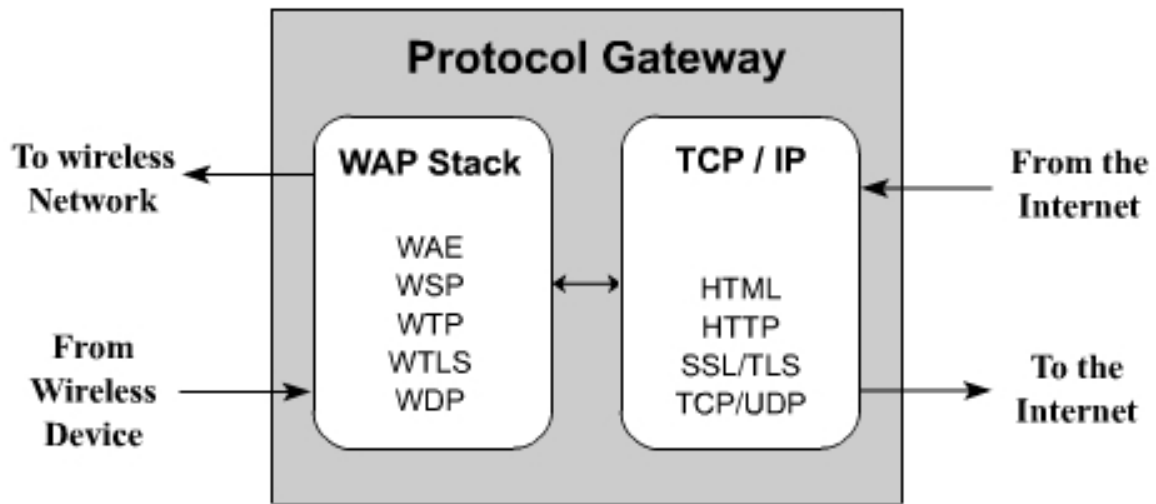 Protocol Gateway
To wireless
Network
From
Wireless
Device
WAP Stack
WAE
WSP
WTP
WTLS
WDP
TCP / IP
HTML
HTTP
SSL/TLS
TCP/UDP
From the
Internet
To the
Internet